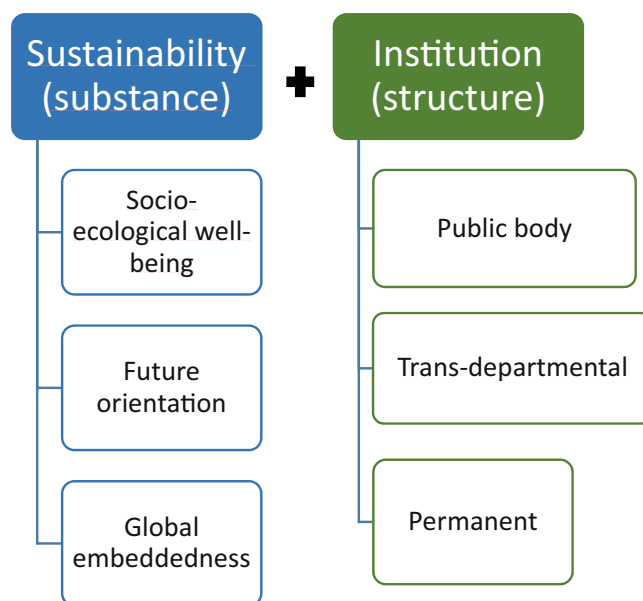 Sustainability
(substance)
Socio-
ecological well-
being
Future
orientation
Global
embeddedness
Institution
(structure)
Public body
Trans-departmental
Permanent